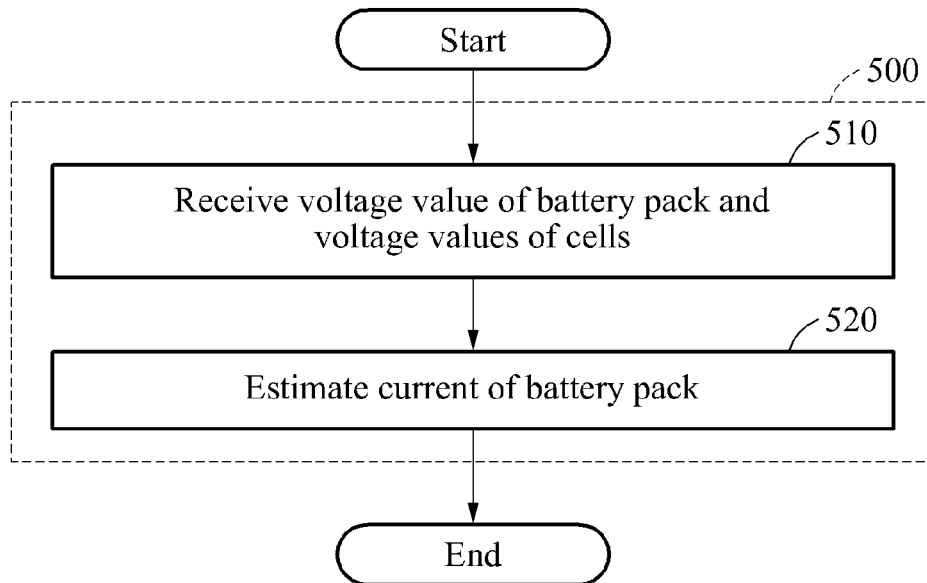 Start
500
510
Receive voltage value of battery pack and
voltage values of cells
520
Estimate current of battery pack
End